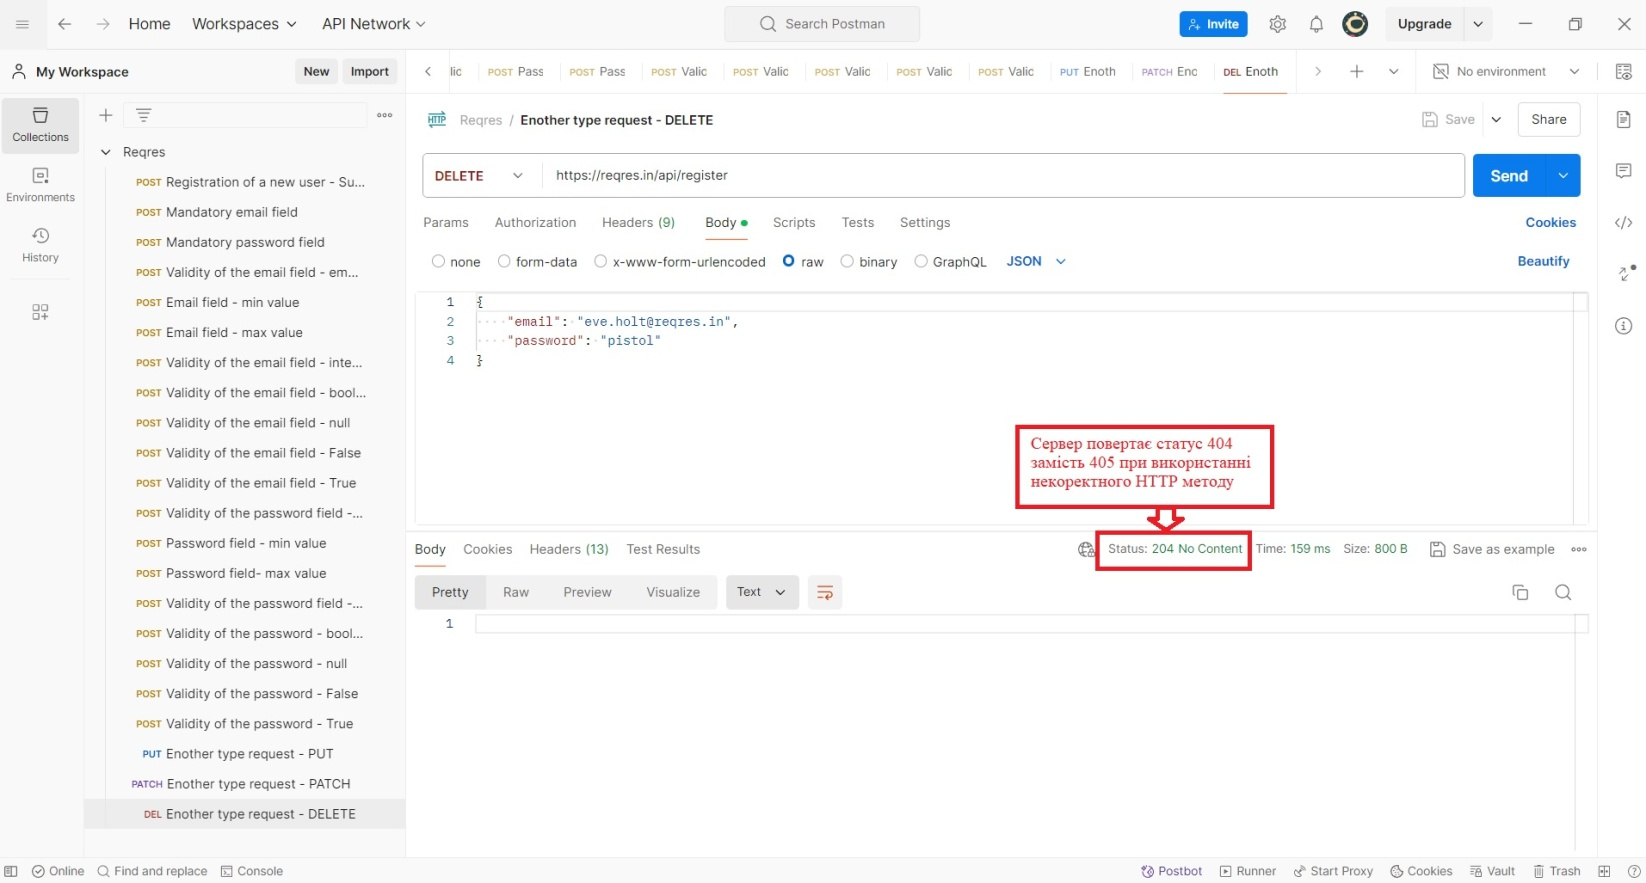 Home Workspaces API Network Search Postman Invite Upgrade
My Workspace New Import lic POST Pass POST Pass POST Valic POST Valic POST Valic POST Valic POST Valic PUT Enoth PATCH Enc DEL Enoth No environment
Collections
Environments
History
Reqres
POST Registration of a new user - Su...
POST Mandatory email field
POST Mandatory password field
POST Validity of the email field - em...
POST Email field - min value
POST Email field - max value
POST Validity of the email field - inte...
POST Validity of the email field - bool...
POST Validity of the email field - null
POST Validity of the email field - False
POST Validity of the email field - True
POST Validity of the password field -...
POST Password field - min value
POST Password field- max value
POST Validity of the password field -...
POST Validity of the password - bool...
POST Validity of the password - null
POST Validity of the password - False
POST Validity of the password - True
PUT Enother type request - PUT
PATCH Enother type request - PATCH
DEL Enother type request - DELETE
HTTP Reqres / Enother type request - DELETE Save Share
DELETE https://reqres.in/api/register Send
Params Authorization Headers (9) Body Scripts Tests Settings Cookies
none form-data x-www-form-urlencoded raw binary GraphQL JSON Beautify
1 {
2 "email": "eve.holt@reqres.in",
3 "password": "pistol"
4 }
Сервер повертає статус 404
замість 405 при використанні
некоректного HTTP методу
Body Cookies Headers (13) Test Results Status: 204 No Content Time: 159 ms Size: 800 B Save as example
Pretty Raw Preview Visualize Text
1
Online Find and replace Console Postbot Runner Start Proxy Cookies Vault Trash